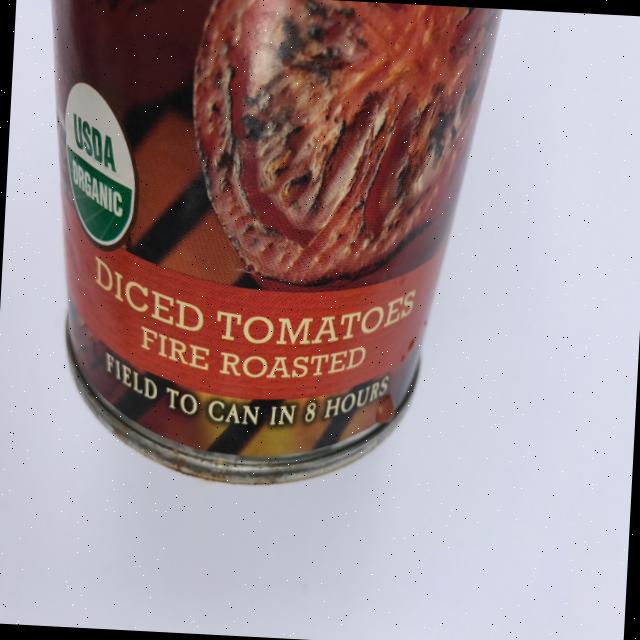 USDA
ORGANIC
DICED TOMATOES
FIRE ROASTED
FIELD TO CAN IN 8 HOURS